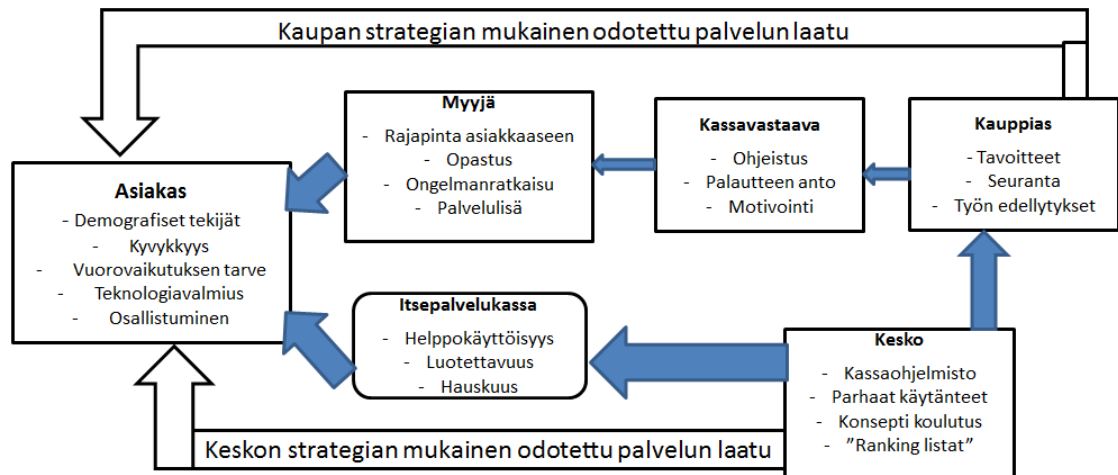 Kaupan strategian mukainen odotettu palvelun laatu
Myyjä
- Rajapinta asiakkaaseen
- Opastus
- Ongelmanratkaisu
- Palvelulisä
Kassavastaava
- Ohjeistus
- Palautteen anto
- Motivointi
Kauppias
- Tavoitteet
- Seuranta
- Työn edellytykset
Asiakas
- Demografiset tekijät
- Kyvykkyys
- Vuorovaikutuksen tarve
- Teknologiavalmius
- Osallistuminen
Itsepalvelukassa
- Helppokäyttöisyys
- Luotettavuus
- Hauskuus
Kesko
- Kassaohjelmisto
- Parhaat käytänteet
- Konsepti koulutus
- ”Ranking listat”
Keskon strategian mukainen odotettu palvelun laatu